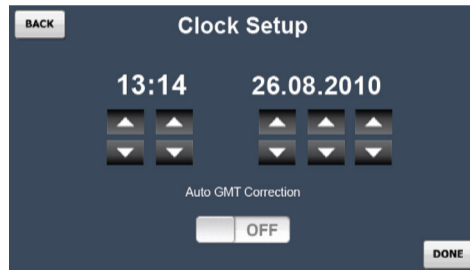 BACK
Clock Setup
13:14 26.08.2010
Auto GMT Correction
OFF
DONE